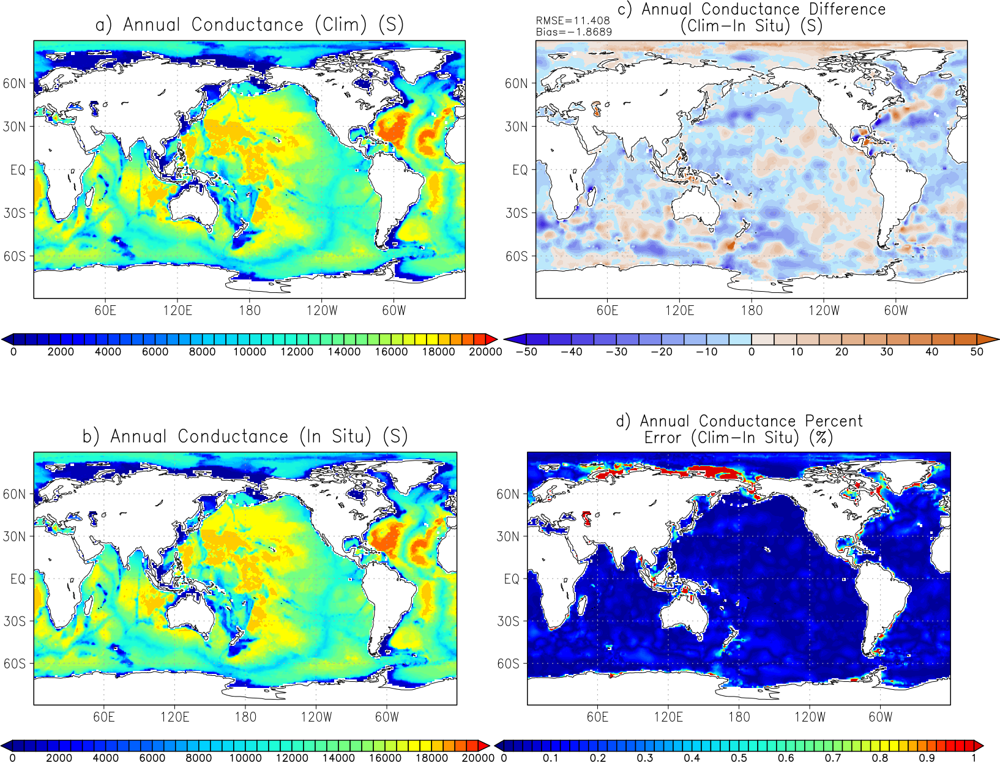 a) Annual Conductance (Clim) (S)
60N
30N
EQ
30S
60S
60E 120E 180 120W 60W
0 2000 4000 6000 8000 10000 12000 14000 16000 18000 20000
c) Annual Conductance Difference
(Clim-In Situ) (S)
RMSE=11.408
Bias=-1.8689
60N
30N
EQ
30S
60S
60E 120E 180 120W 60W
-50 -40 -30 -20 -10 0 10 20 30 40 50
b) Annual Conductance (In Situ) (S)
60N
30N
EQ
30S
60S
60E 120E 180 120W 60W
0 2000 4000 6000 8000 10000 12000 14000 16000 18000 20000
d) Annual Conductance Percent
Error (Clim-In Situ) (%)
60N
30N
EQ
30S
60S
60E 120E 180 120W 60W
0 0.1 0.2 0.3 0.4 0.5 0.6 0.7 0.8 0.9 1